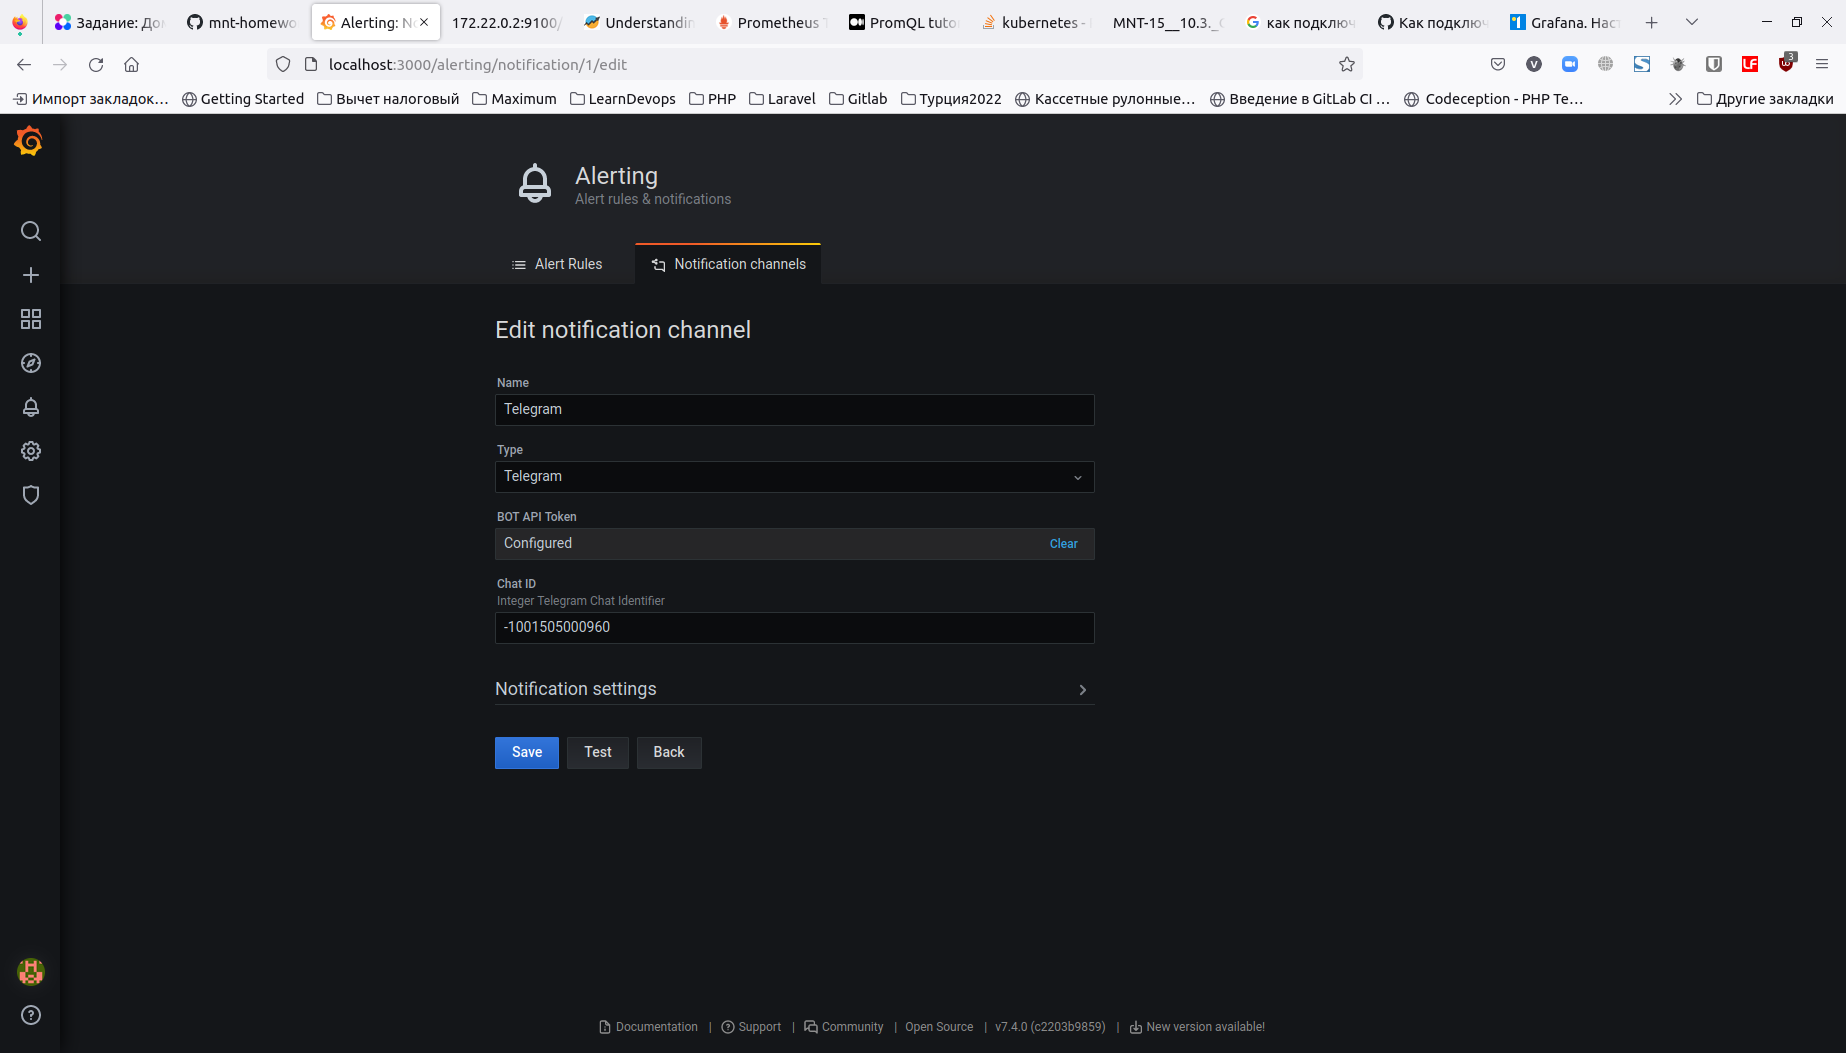 Задание: До
mnt-homewo
Alerting: N
172.22.0.2:9100/
Understandin
Prometheus T
PromQL tuto
kubernetes -
MNT-15__10.3._
как подключ
Как подключ
Grafana. Нас
localhost:3000/alerting/notification/1/edit
3
Импорт закладок…
Getting Started
Вычет налоговый
Maximum
LearnDevops
PHP
Laravel
Gitlab
Турция2022
Кассетные рулонные…
Введение в GitLab CI …
Codeception - PHP Te…
Другие закладки
Alerting
Alert rules & notifications
Alert Rules
Notification channels
Edit notification channel
Name
Telegram
Type
Telegram
BOT API Token
Configured
Clear
Chat ID
Integer Telegram Chat Identifier
-1001505000960
Notification settings
Save
Test
Back
Documentation | Support | Community | Open Source | v7.4.0 (c2203b9859) | New version available!